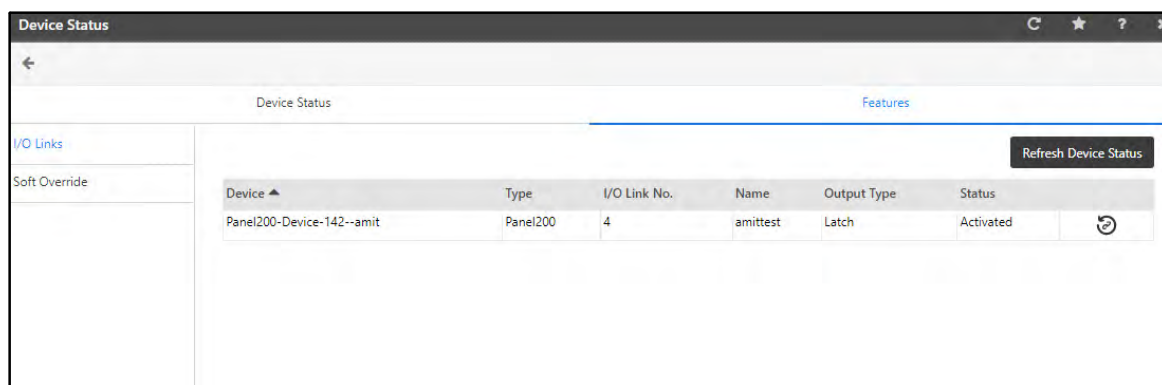 Device Status
?
Device Status Features
I/O Links
Refresh Device Status
Soft Override
Device Type I/O Link No. Name Output Type Status
Panel200-Device-142--amit Panel200 4 amittest Latch Activated